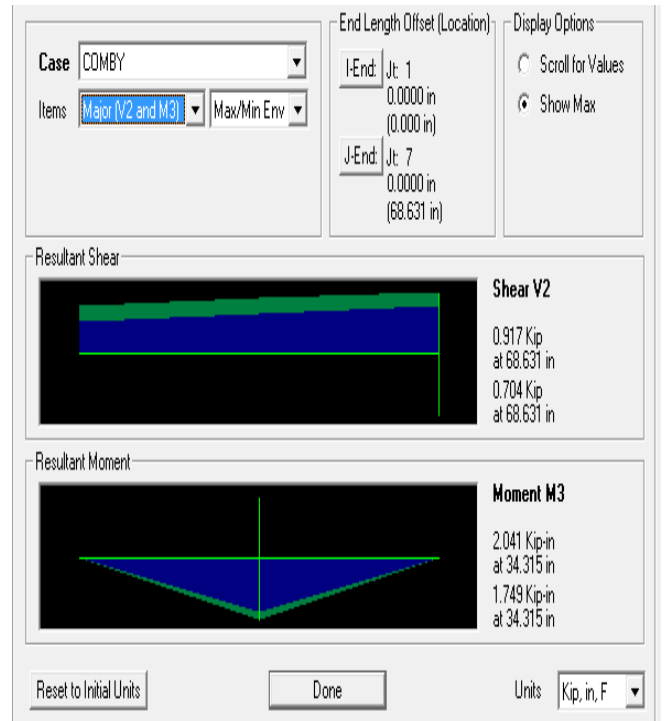 End Length Offset (Location)
Display Options
Case COMBY
I-End: Jt: 1
0.0000 in
(0.000 in)
Scroll for Values
Items Major (V2 and M3) Max/Min Env
Show Max
J-End: Jt: 7
0.0000 in
(68.631 in)
Resultant Shear
Shear V2
0.917 Kip
at 68.631 in
0.704 Kip
at 68.631 in
Resultant Moment
Moment M3
2.041 Kip-in
at 34.315 in
1.749 Kip-in
at 34.315 in
Reset to Initial Units
Done
Units Kip, in, F